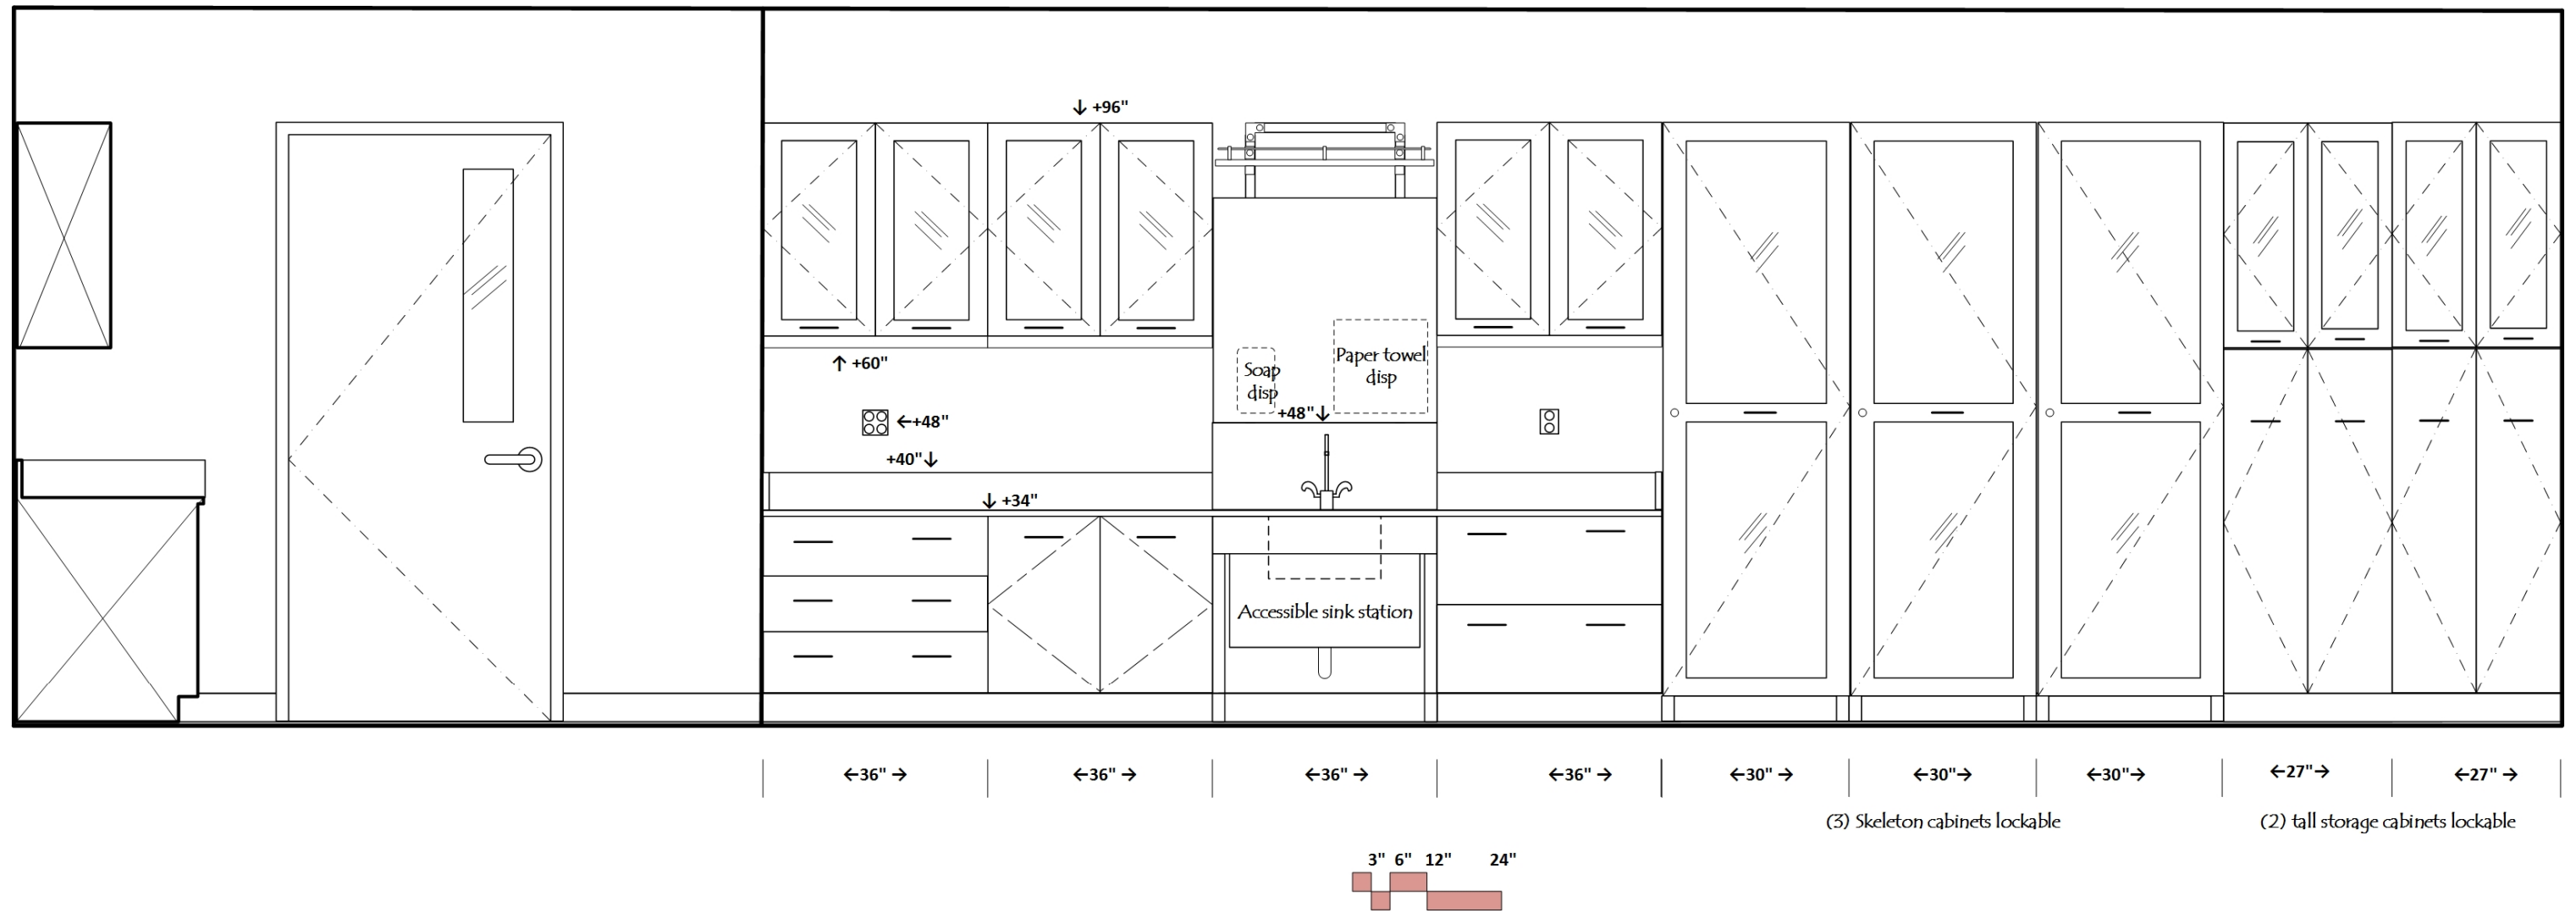 ↓ +96"
↑ +60"
Soap
disp
Paper towel
disp
←+48"
+48"↓
+40"↓
↓ +34"
Accessible sink station
←36" →
←36" →
←36" →
←36" →
←30" →
←30"→
←30"→
←27"→
←27" →
(3) Skeleton cabinets lockable
(2) tall storage cabinets lockable
3" 6" 12" 24"